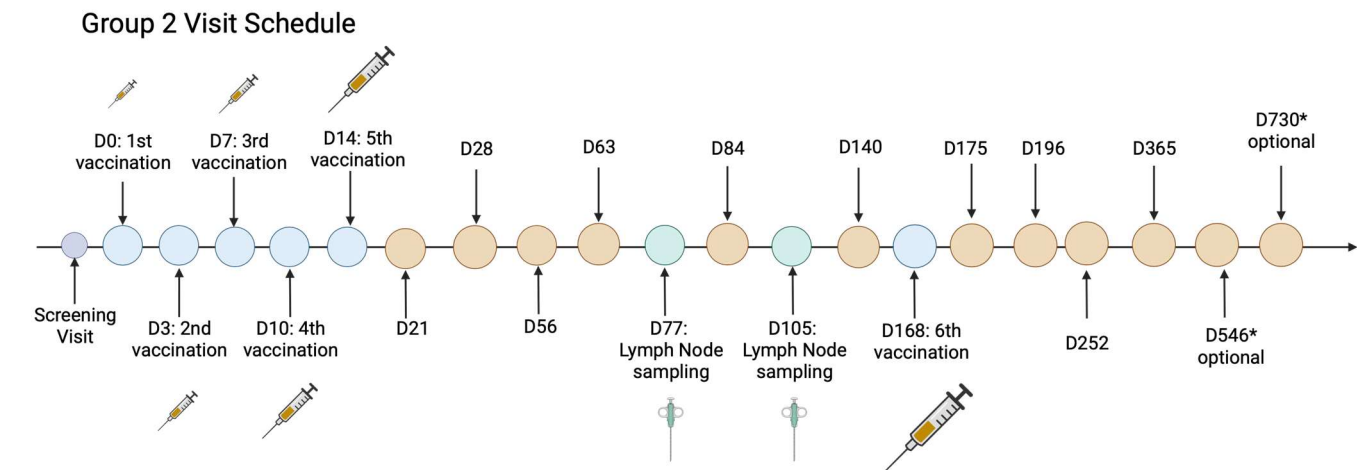 Group 2 Visit Schedule
D0: 1st
vaccination
D7: 3rd
vaccination
D14: 5th
vaccination
D28
D63
D84
D140
D175
D196
D365
D730*
optional
Screening
Visit
D3: 2nd
vaccination
D10: 4th
vaccination
D21
D56
D77:
Lymph Node
sampling
D105:
Lymph Node
sampling
D168: 6th
vaccination
D252
D546*
optional